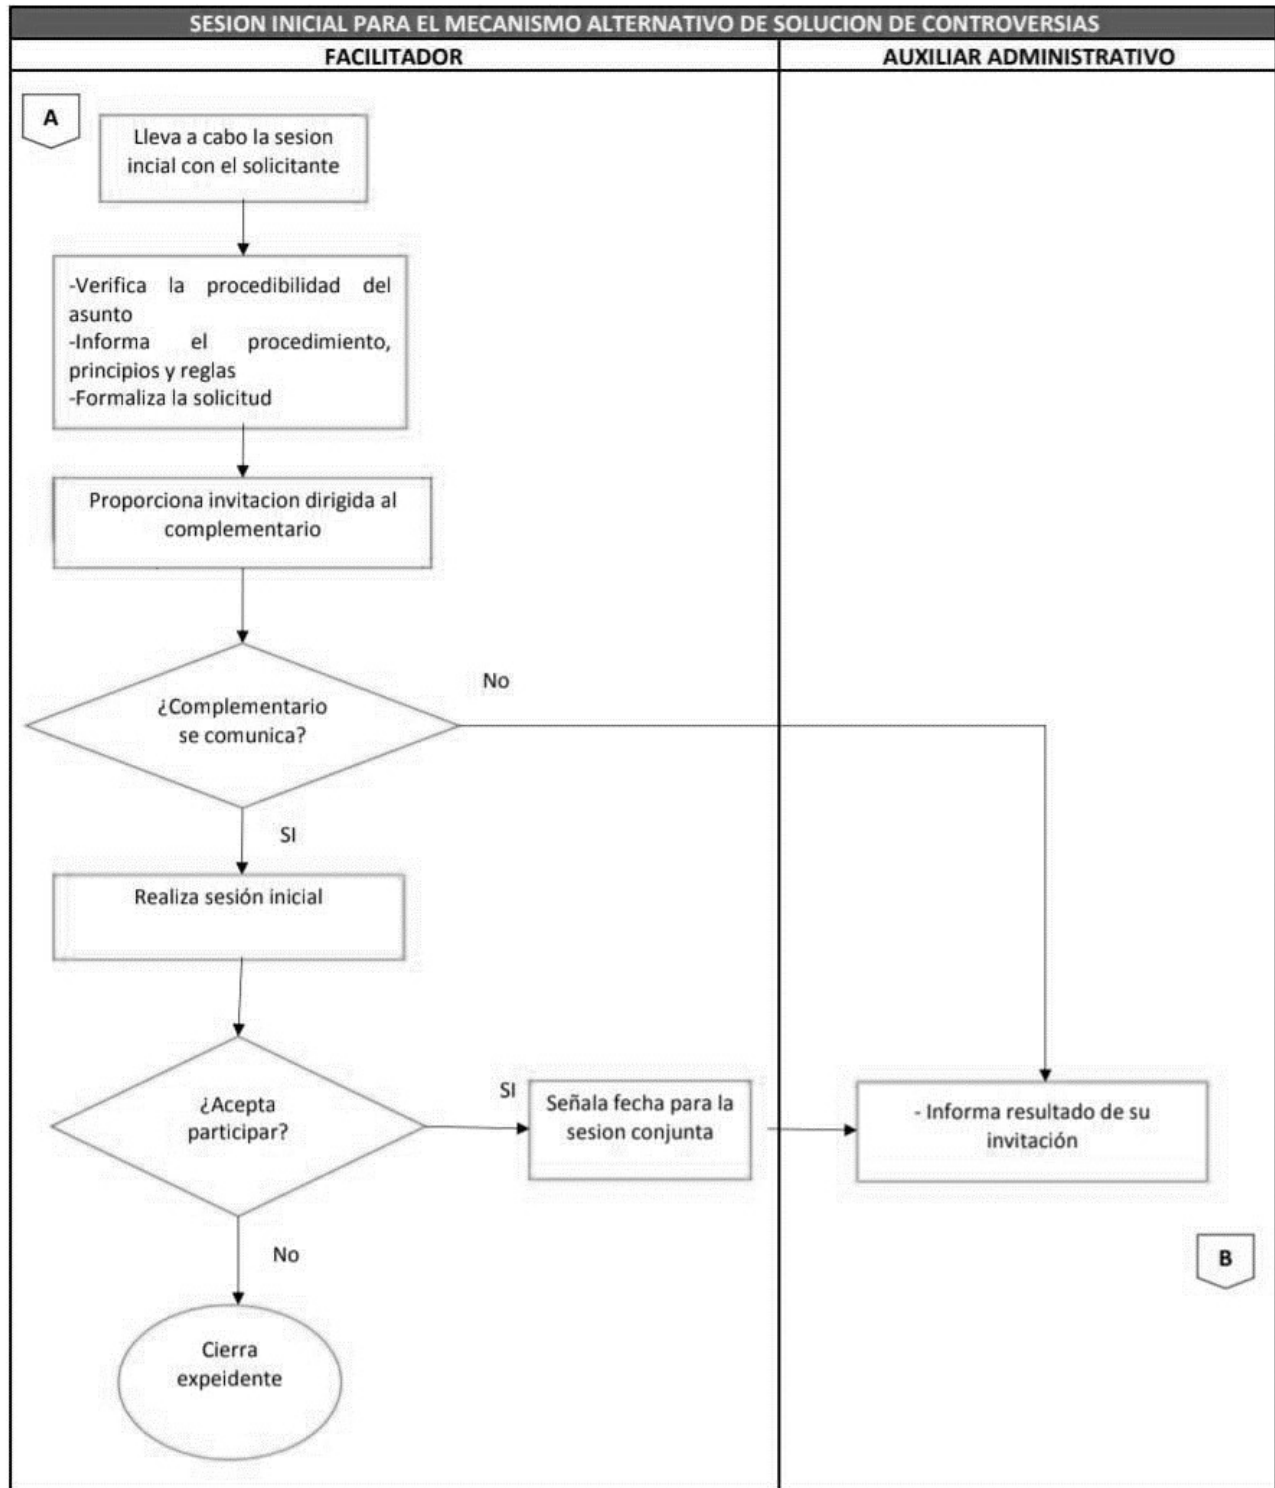 SESION INICIAL PARA EL MECANISMO ALTERNATIVO DE SOLUCION DE CONTROVERSIAS
FACILITADOR
AUXILIAR ADMINISTRATIVO
A
Lleva a cabo la sesion
incial con el solicitante
-Verifica la procedibilidad del
asunto
-Informa el procedimiento,
principios y reglas
-Formaliza la solicitud
Proporciona invitacion dirigida al
complementario
¿Complementario
se comunica?
No
SI
Realiza sesión inicial
¿Acepta
participar?
SI
Señala fecha para la
sesion conjunta
- Informa resultado de su
invitación
No
B
Cierra
expeidente